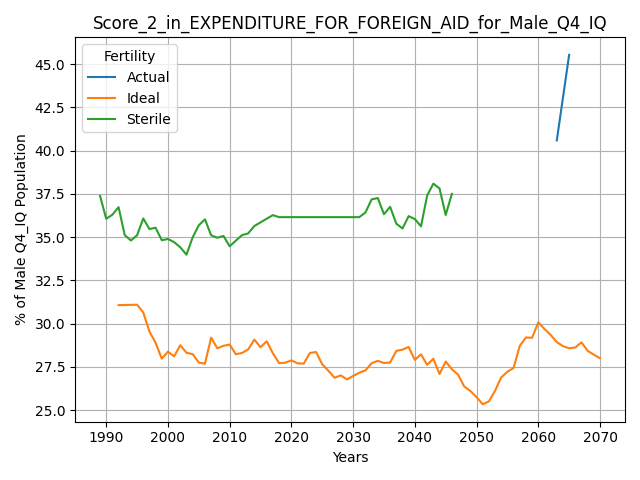 Score_2_in_EXPENDITURE_FOR_FOREIGN_AID_for_Male_Q4_IQ
Fertility
Actual
Ideal
Sterile
% of Male Q4_IQ Population
45.0
42.5
40.0
37.5
35.0
32.5
30.0
27.5
25.0
1990 2000 2010 2020 2030 2040 2050 2060 2070
Years